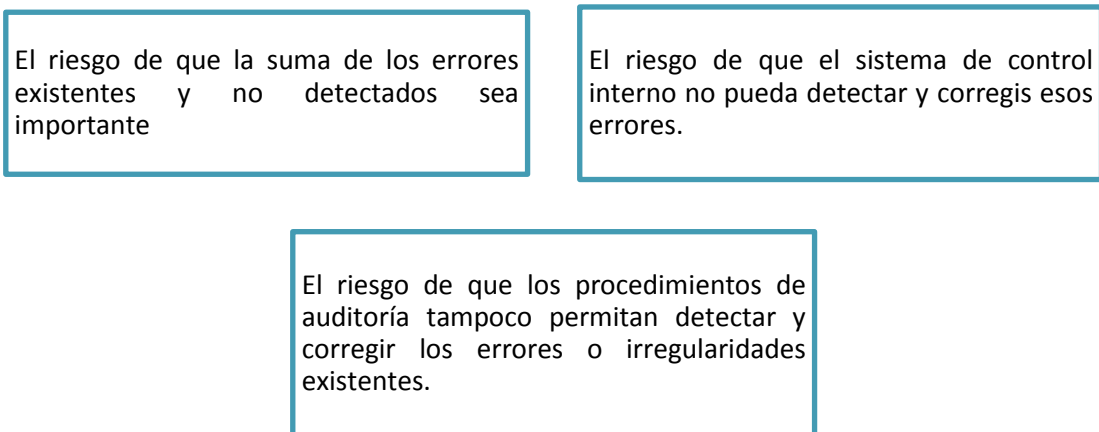 El riesgo de que la suma de los errores
existentes y no detectados sea
importante
El riesgo de que el sistema de control
interno no pueda detectar y corregis esos
errores.
El riesgo de que los procedimientos de
auditoría tampoco permitan detectar y
corregir los errores o irregularidades
existentes.